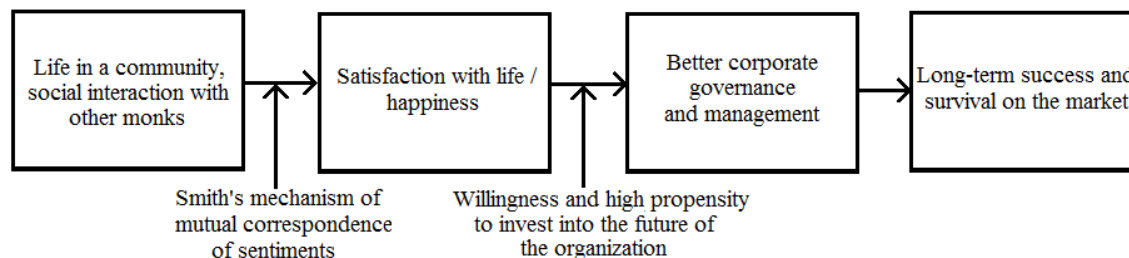 Life in a community,
social interaction with
other monks
Satisfaction with life /
happiness
Better corporate
governance
and management
Long-term success and
survival on the market
Smith's mechanism of
mutual correspondence
of sentiments
Willingness and high propensity
to invest into the future of
the organization